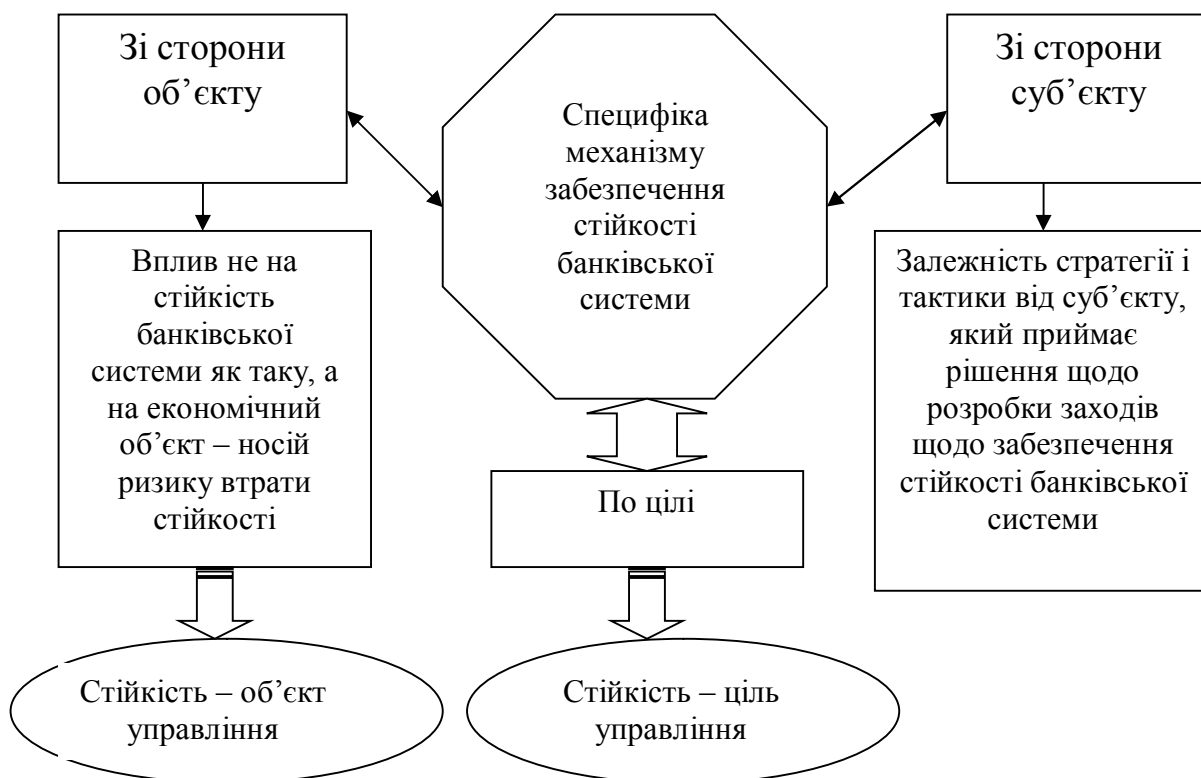 Зі сторони
об’єкту
Специфіка
механізму
забезпечення
стійкості
банківської
системи
Зі сторони
суб’єкту
Вплив не на
стійкість
банківської
системи як таку, а
на економічний
об’єкт – носій
ризику втрати
стійкості
По цілі
Залежність стратегії і
тактики від суб’єкту,
який приймає
рішення щодо
розробки заходів
щодо забезпечення
стійкості банківської
системи
Стійкість – об’єкт
управління
Стійкість – ціль
управління